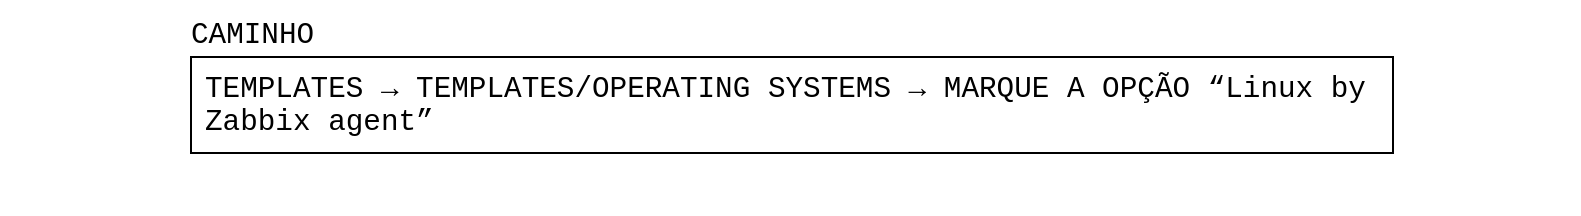 CAMINHO
TEMPLATES → TEMPLATES/OPERATING SYSTEMS → MARQUE A OPÇÃO “Linux by
Zabbix agent”